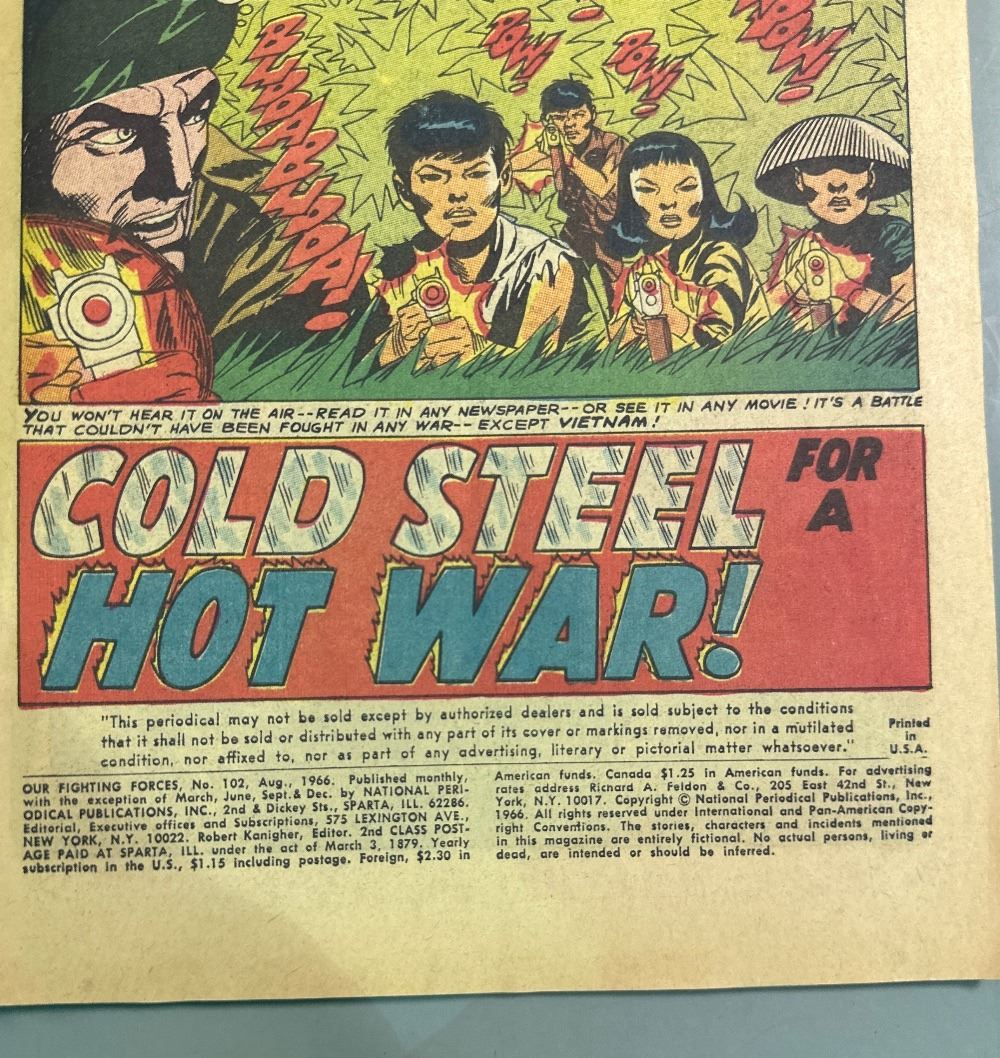 BUDDABUDDA!
POW!
POW!
POW!
YOU WON'T HEAR IT ON THE AIR--READ IT IN ANY NEWSPAPER--OR SEE IT IN ANY MOVIE! IT'S A BATTLE
THAT COULDN'T HAVE BEEN FOUGHT IN ANY WAR--EXCEPT VIETNAM!
COLD STEEL FOR
A
HOT WAR!
"This periodical may not be sold except by authorized dealers and is sold subject to the conditions
that it shall not be sold or distributed with any part of its cover or markings removed, nor in a mutilated
condition, nor affixed to, nor as part of any advertising, literary or pictorial matter whatsoever."
Printed
in
U.S.A.
OUR FIGHTING FORCES, No. 102, Aug., 1966. Published monthly,
with the exception of March, June, Sept. & Dec. by NATIONAL PERI-
ODICAL PUBLICATIONS, INC., 2nd & Dickey Sts., SPARTA, ILL. 62286.
Editorial, Executive offices and Subscriptions, 575 LEXINGTON AVE.,
NEW YORK, N.Y. 10022. Robert Kanigher, Editor. 2nd CLASS POST-
AGE PAID AT SPARTA, ILL. under the act of March 3, 1879. Yearly
subscription in the U.S., $1.15 including postage. Foreign, $2.30 in
American funds. Canada $1.25 in American funds. For advertising
rates address Richard A. Feldon & Co., 205 East 42nd St., New
York, N.Y. 10017. Copyright © National Periodical Publications, Inc.,
1966. All rights reserved under International and Pan-American Copy-
right Conventions. The stories, characters and incidents mentioned
in this magazine are entirely fictional. No actual persons, living or
dead, are intended or should be inferred.